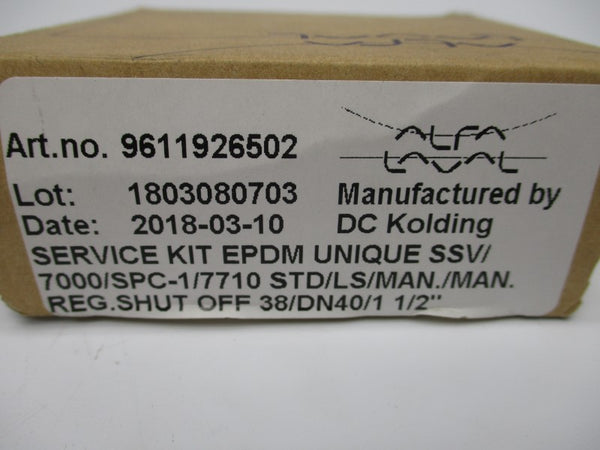 Art.no. 9611926502
ALFA
LAVAL
Lot: 1803080703
Manufactured by
Date: 2018-03-10
DC Kolding
SERVICE KIT EPDM UNIQUE SSV/
7000/SPC-1/7710 STD/LS/MAN./MAN.
REG.SHUT OFF 38/DN40/1 1/2"